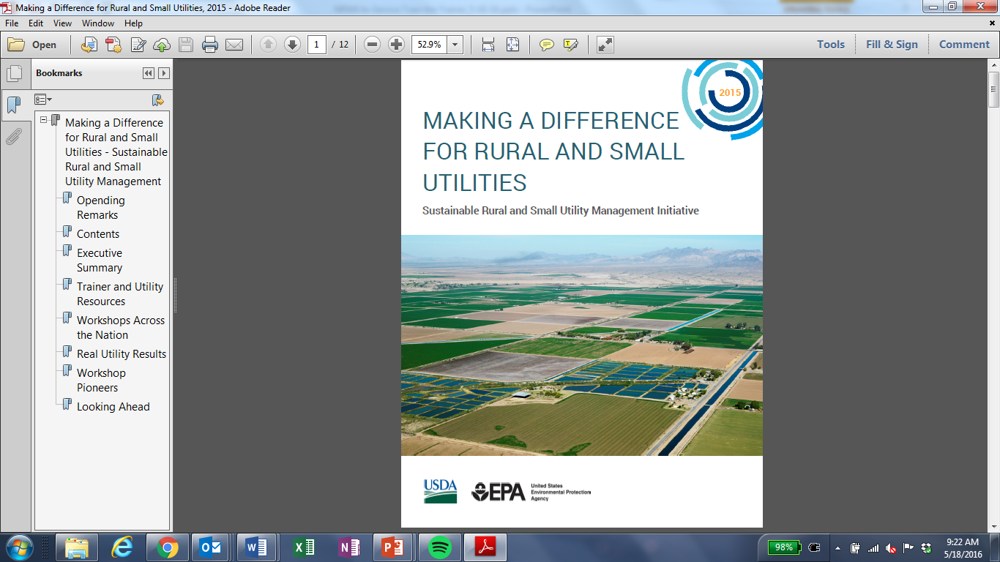 Making a Difference for Rural and Small Utilities, 2015 - Adobe Reader
File Edit View Window Help
Open
1 / 12
52.9%
Tools Fill & Sign Comment
Bookmarks
Making a Difference
for Rural and Small
Utilities - Sustainable
Rural and Small
Utility Management
Opending
Remarks
Contents
Executive
Summary
Trainer and Utility
Resources
Workshops Across
the Nation
Real Utility Results
Workshop
Pioneers
Looking Ahead
2015
MAKING A DIFFERENCE
FOR RURAL AND SMALL
UTILITIES
Sustainable Rural and Small Utility Management Initiative
USDA
EPA
United States
Environmental Protection
Agency
98%
9:22 AM
5/18/2016